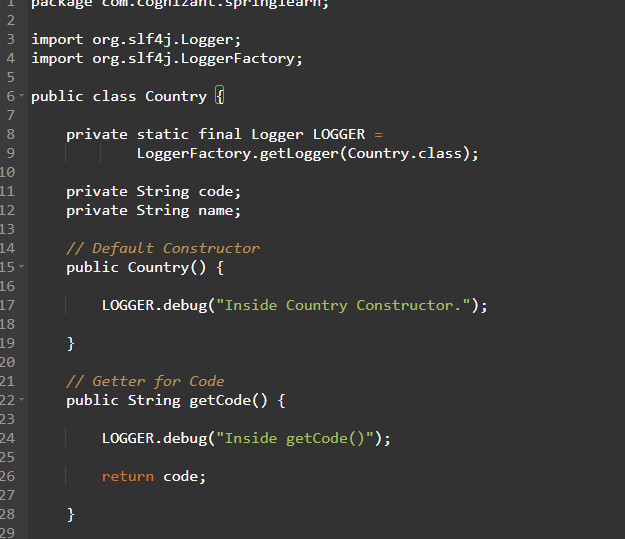 1 package com.cognizant.springlearn;
2
3 import org.slf4j.Logger;
4 import org.slf4j.LoggerFactory;
5
6 public class Country {
7
8 private static final Logger LOGGER =
9 LoggerFactory.getLogger(Country.class);
10
11 private String code;
12 private String name;
13
14 // Default Constructor
15 public Country() {
16
17 LOGGER.debug("Inside Country Constructor.");
18
19 }
20
21 // Getter for Code
22 public String getCode() {
23
24 LOGGER.debug("Inside getCode()");
25
26 return code;
27
28 }
29